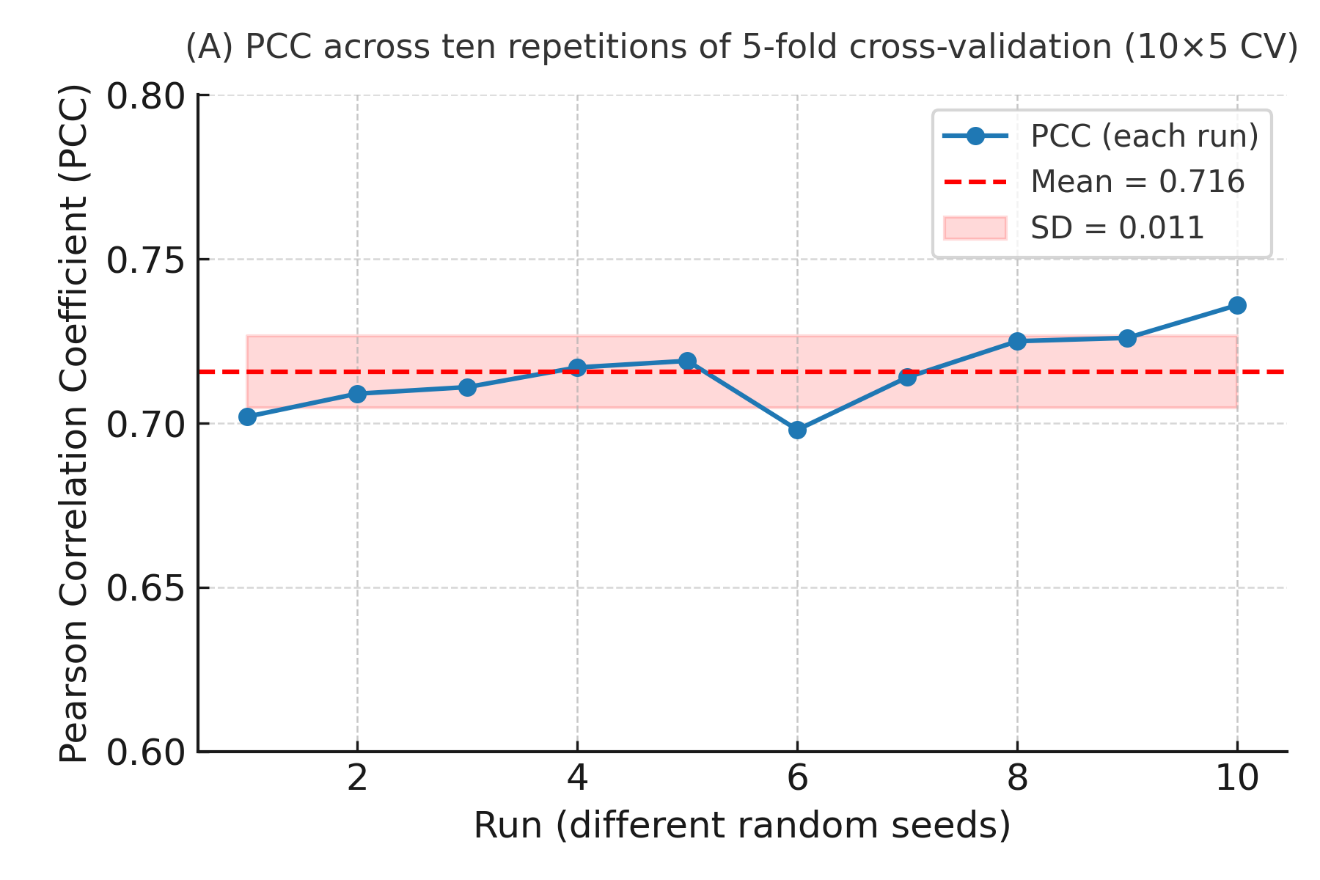 (A) PCC across ten repetitions of 5-fold cross-validation (10×5 CV)
Pearson Correlation Coefficient (PCC)
0.80
0.75
0.70
0.65
0.60
PCC (each run)
Mean = 0.716
SD = 0.011
2 4 6 8 10
Run (different random seeds)